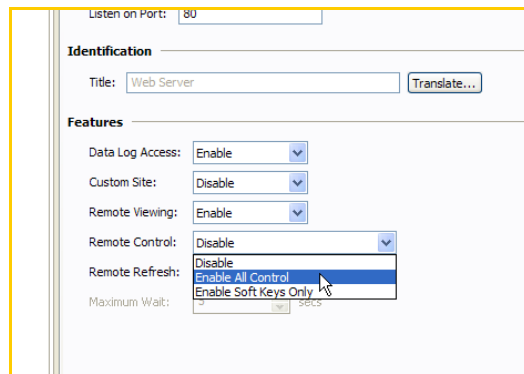 Listen on Port: 80
Identification
Title: Web Server Translate...
Features
Data Log Access: Enable
Custom Site: Disable
Remote Viewing: Enable
Remote Control: Disable
Disable
Remote Refresh: Enable All Control
Enable Soft Keys Only
Maximum Wait: 5 secs